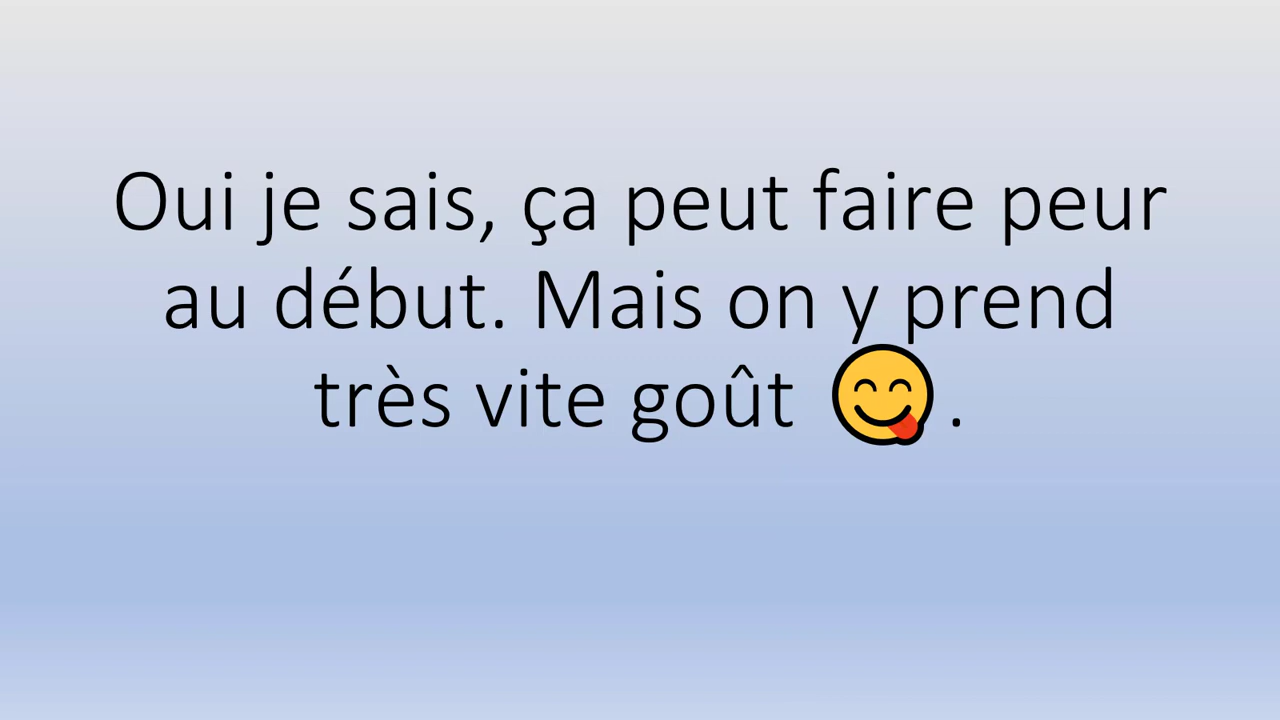 Oui je sais, ça peut faire peur
au début. Mais on y prend
très vite goût 😋.